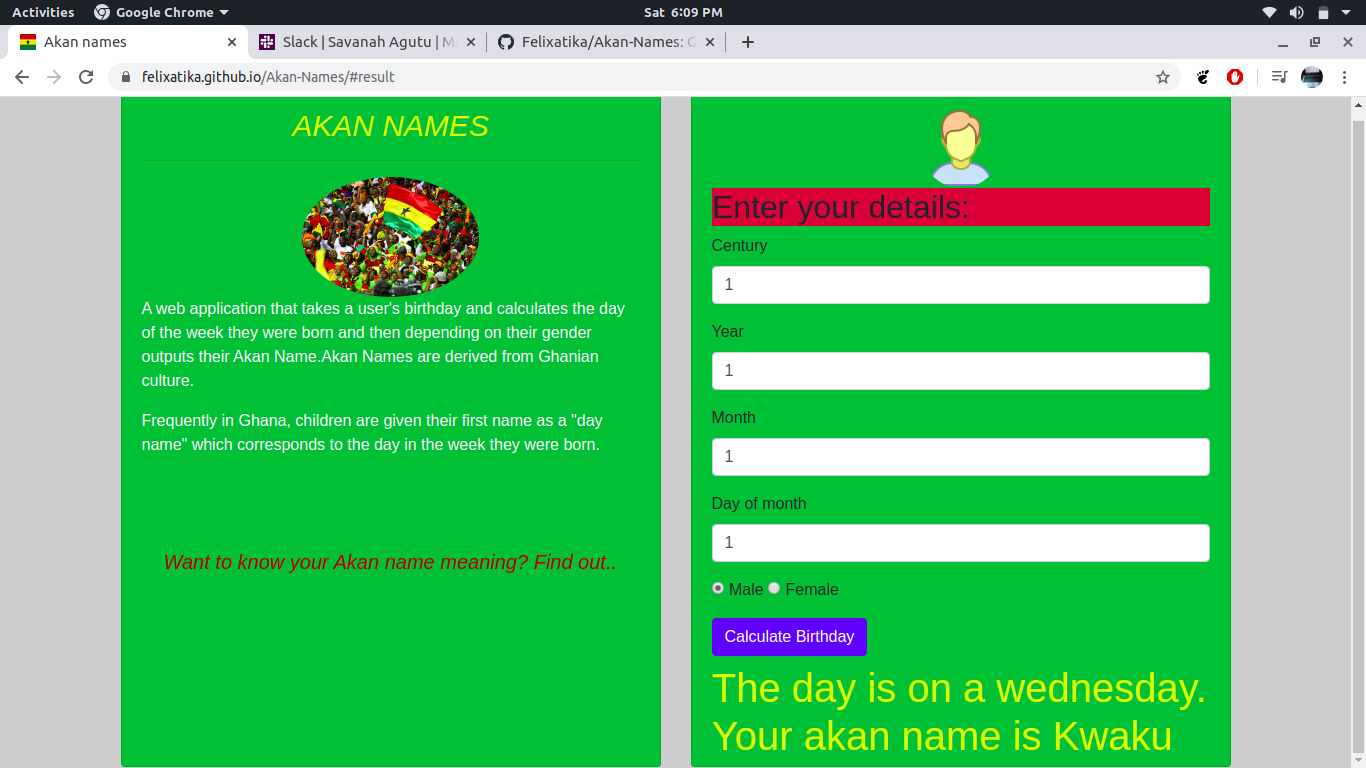 Activities
Google Chrome
Sat 6:09 PM
Akan names
Slack | Savanah Agutu | M
Felixatika/Akan-Names:
felixatika.github.io/Akan-Names/#result
AKAN NAMES
A web application that takes a user's birthday and calculates the day
of the week they were born and then depending on their gender
outputs their Akan Name.Akan Names are derived from Ghanian
culture.
Frequently in Ghana, children are given their first name as a "day
name" which corresponds to the day in the week they were born.
Want to know your Akan name meaning? Find out..
Enter your details:
Century
1
Year
1
Month
1
Day of month
1
Male Female
Calculate Birthday
The day is on a wednesday.
Your akan name is Kwaku